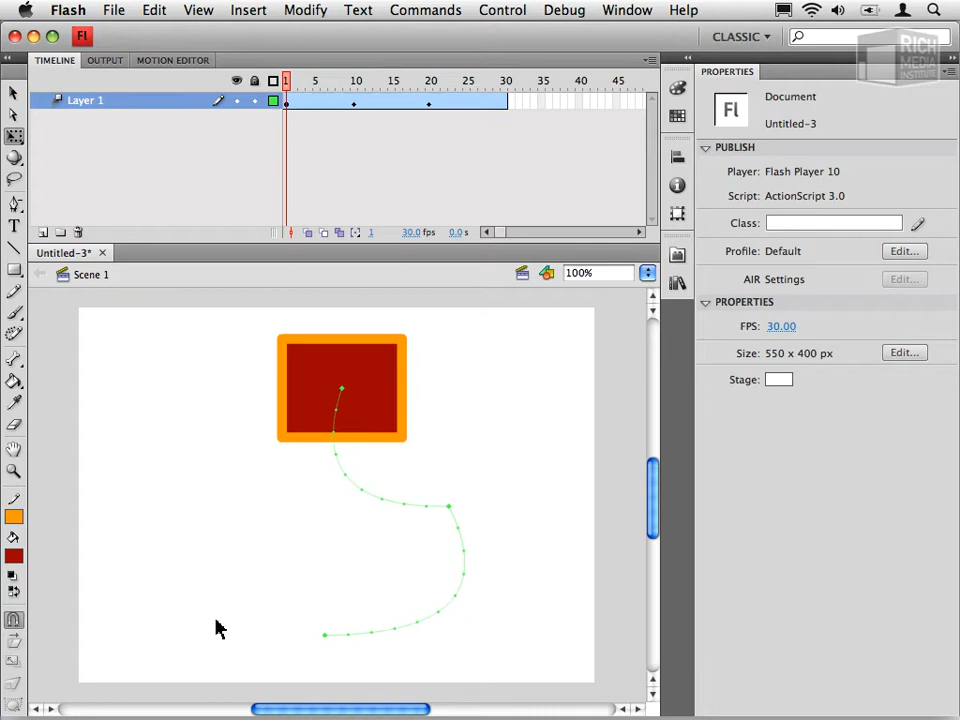 Flash File Edit View Insert Modify Text Commands Control Debug Window Help
Fl CLASSIC
RICH MEDIA INSTITUTE
TIMELINE OUTPUT MOTION EDITOR
PROPERTIES
1 5 10 15 20 25 30 35 40 45
Layer 1
Fl
Document
Untitled-3
PUBLISH
Player: Flash Player 10
Script: ActionScript 3.0
Class:
1 30.0 fps 0.0 s
Untitled-3*
Profile: Default Edit...
Scene 1
100%
AIR Settings Edit...
PROPERTIES
FPS: 30.00
Size: 550 x 400 px Edit...
Stage:
T